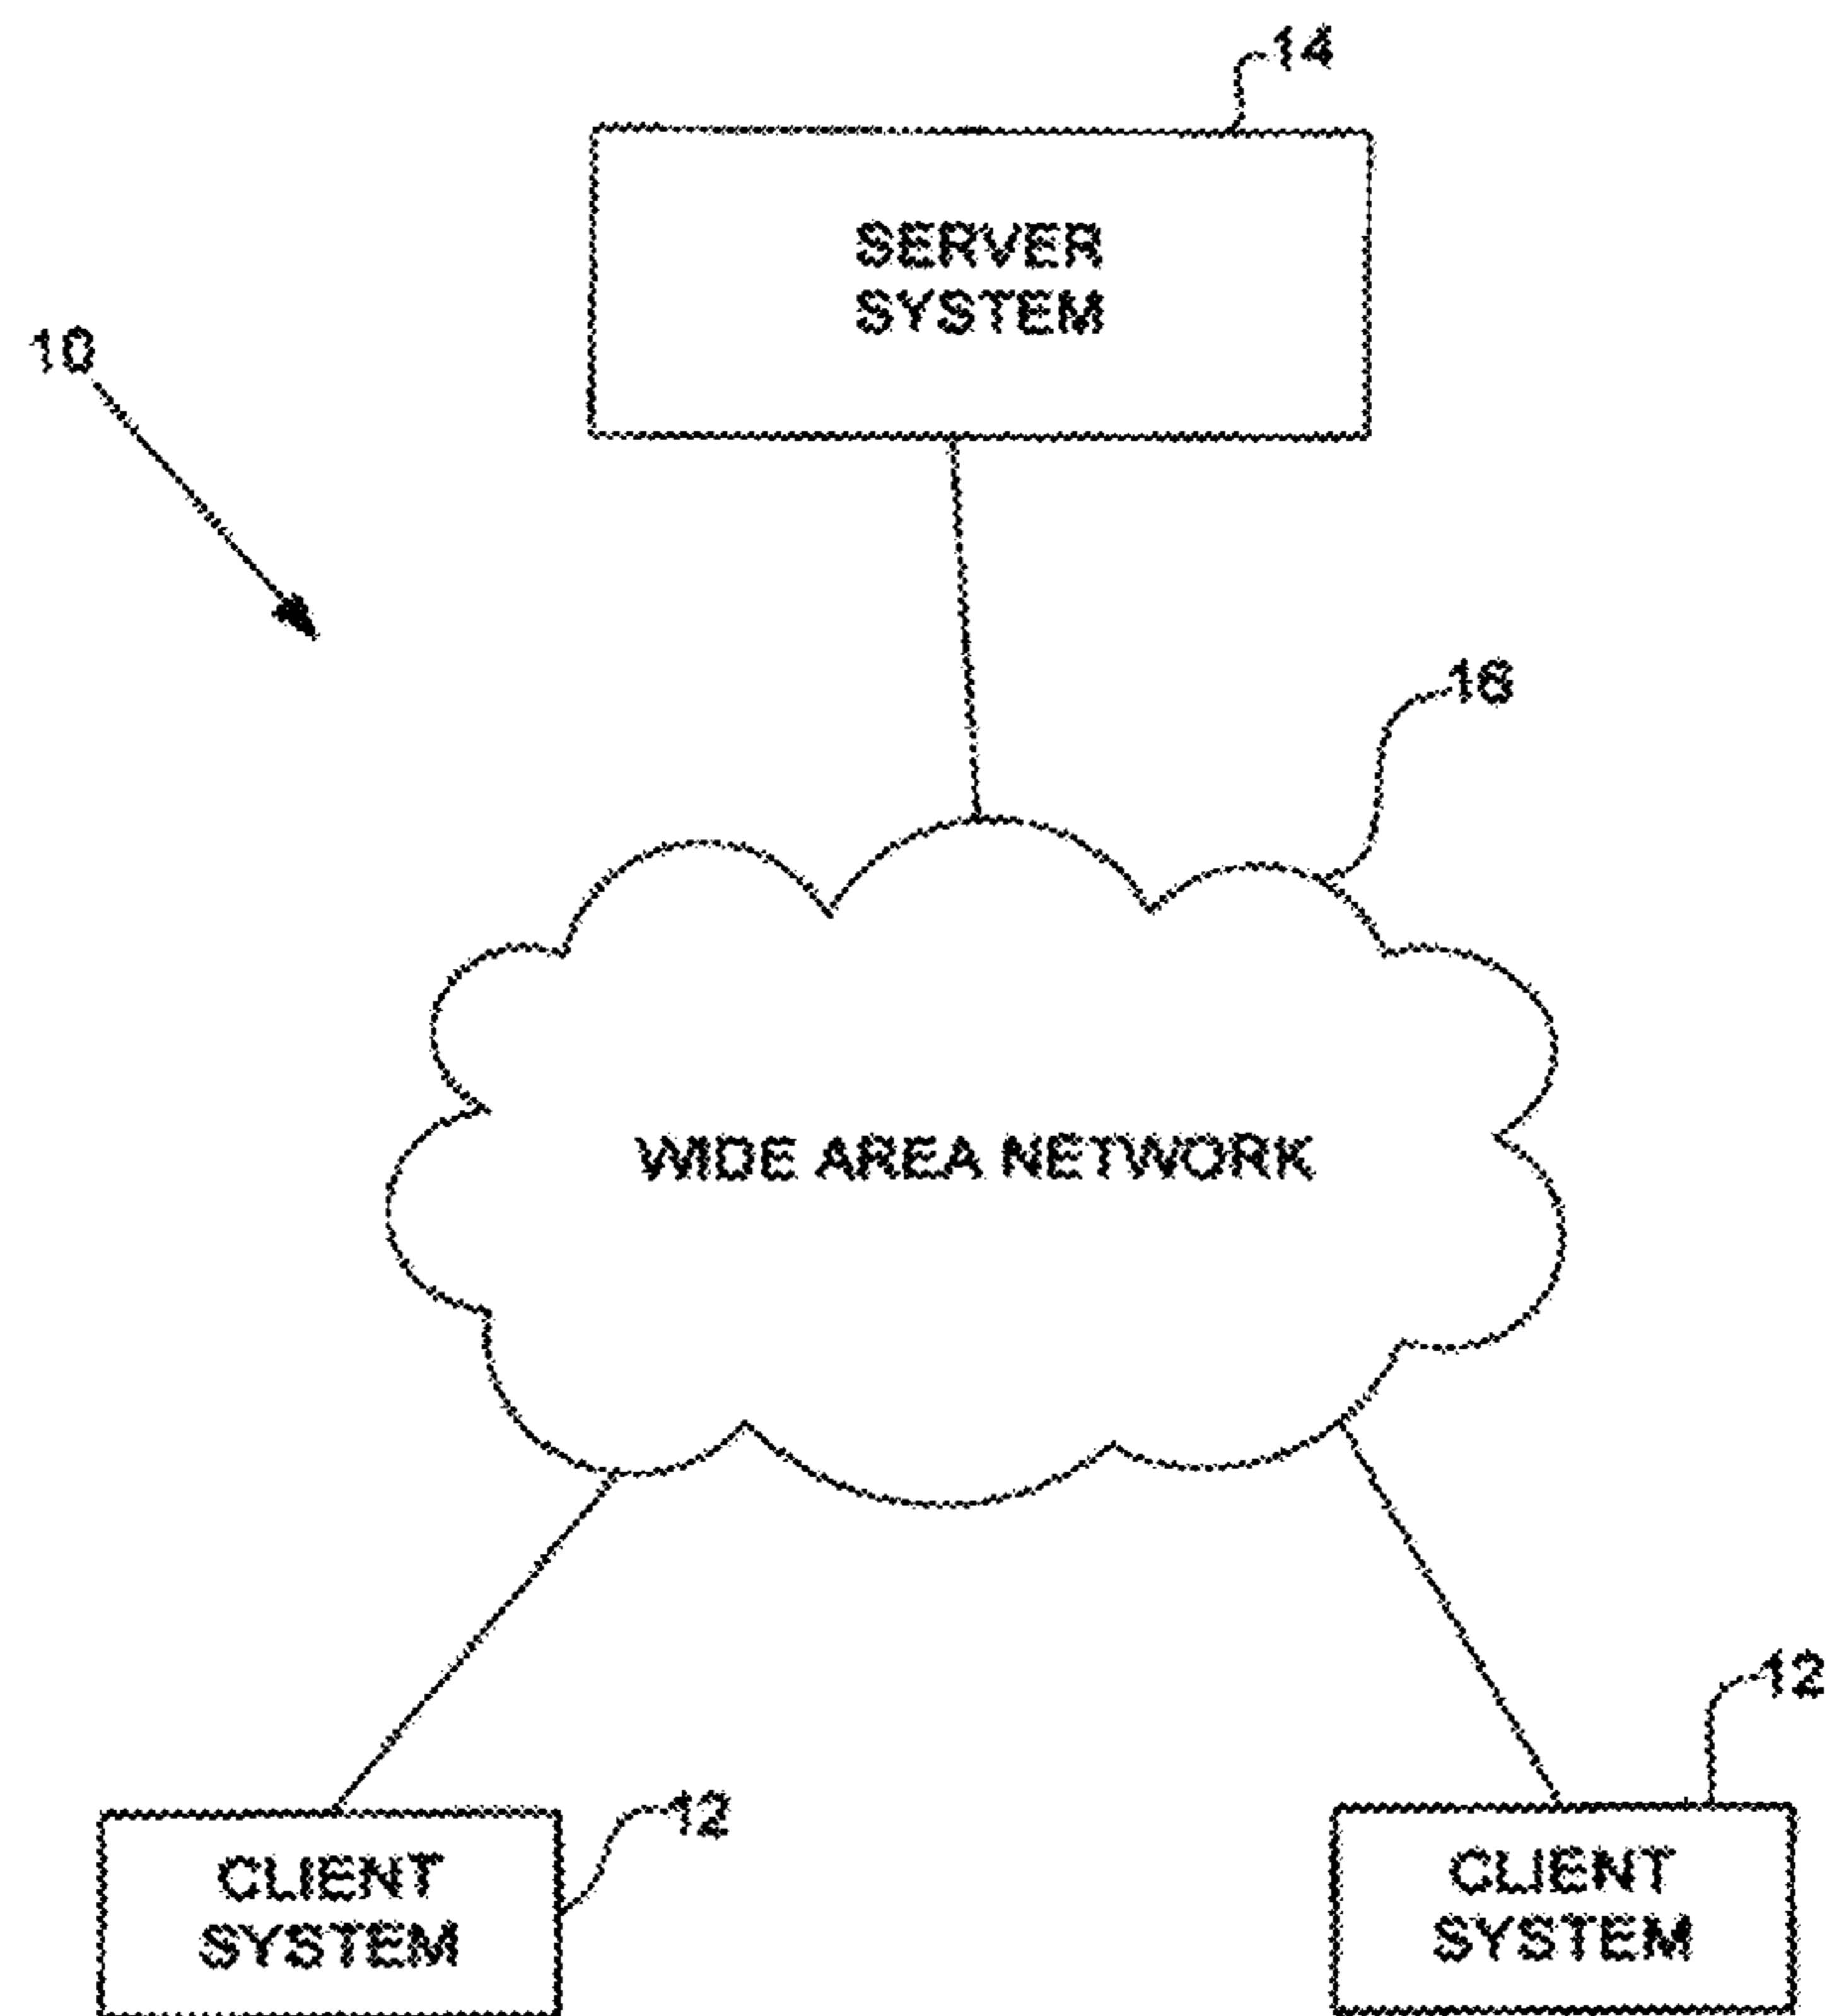 14
SERVER
SYSTEM
10
16
WIDE AREA NETWORK
12
12
CLIENT
SYSTEM
CLIENT
SYSTEM